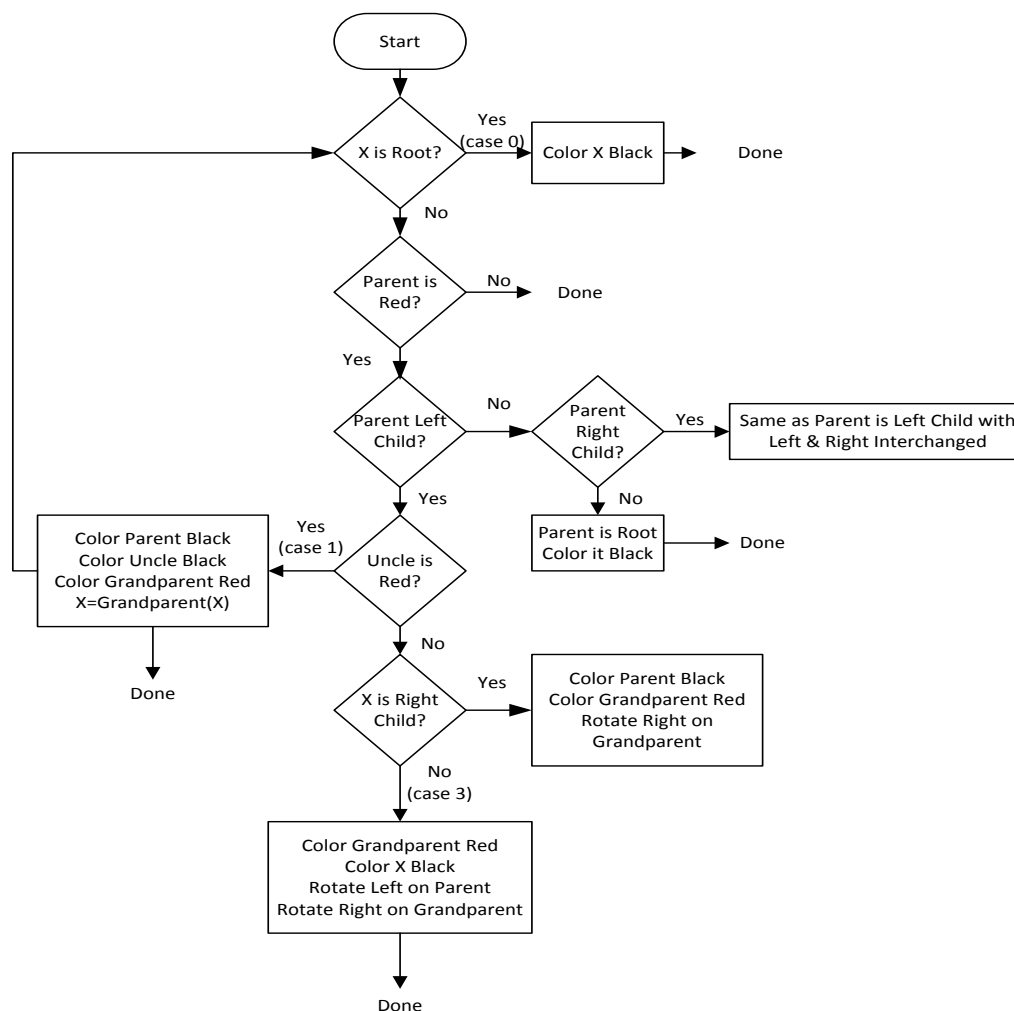 Start
X is Root?
Yes
(case 0)
Color X Black
Done
No
Parent is
Red?
No
Done
Yes
Parent Left
Child?
No
Parent
Right
Child?
Yes
Same as Parent is Left Child with
Left & Right Interchanged
No
Parent is Root
Color it Black
Done
Yes
Uncle is
Red?
Yes
(case 1)
Color Parent Black
Color Uncle Black
Color Grandparent Red
X=Grandparent(X)
Done
No
X is Right
Child?
Yes
Color Parent Black
Color Grandparent Red
Rotate Right on
Grandparent
No
(case 3)
Color Grandparent Red
Color X Black
Rotate Left on Parent
Rotate Right on Grandparent
Done